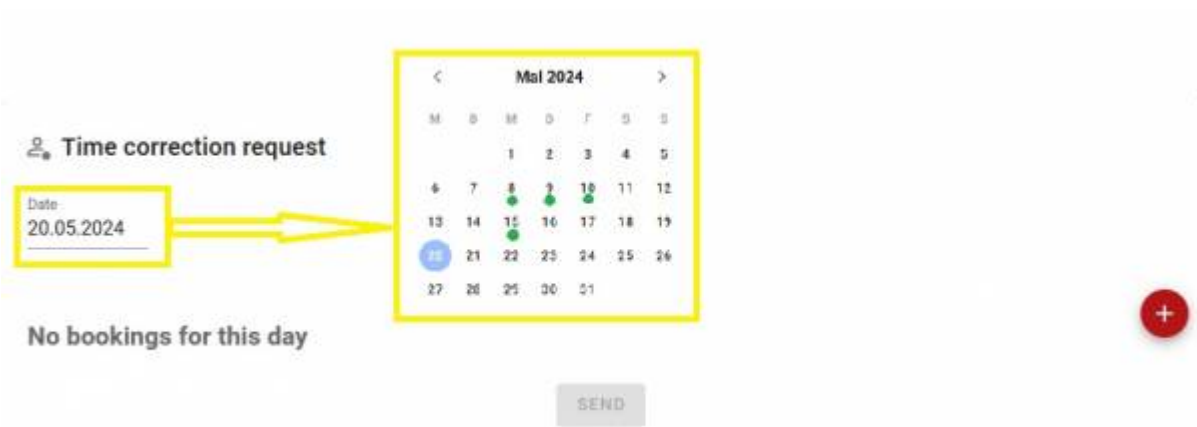 Mai 2024
M D M D F S S
1 2 3 4 5
Time correction request
6 7 8 9 10 11 12
Date
20.05.2024
13 14 15 16 17 18 19
20 21 22 23 24 25 26
27 28 29 30 31
+
No bookings for this day
SEND